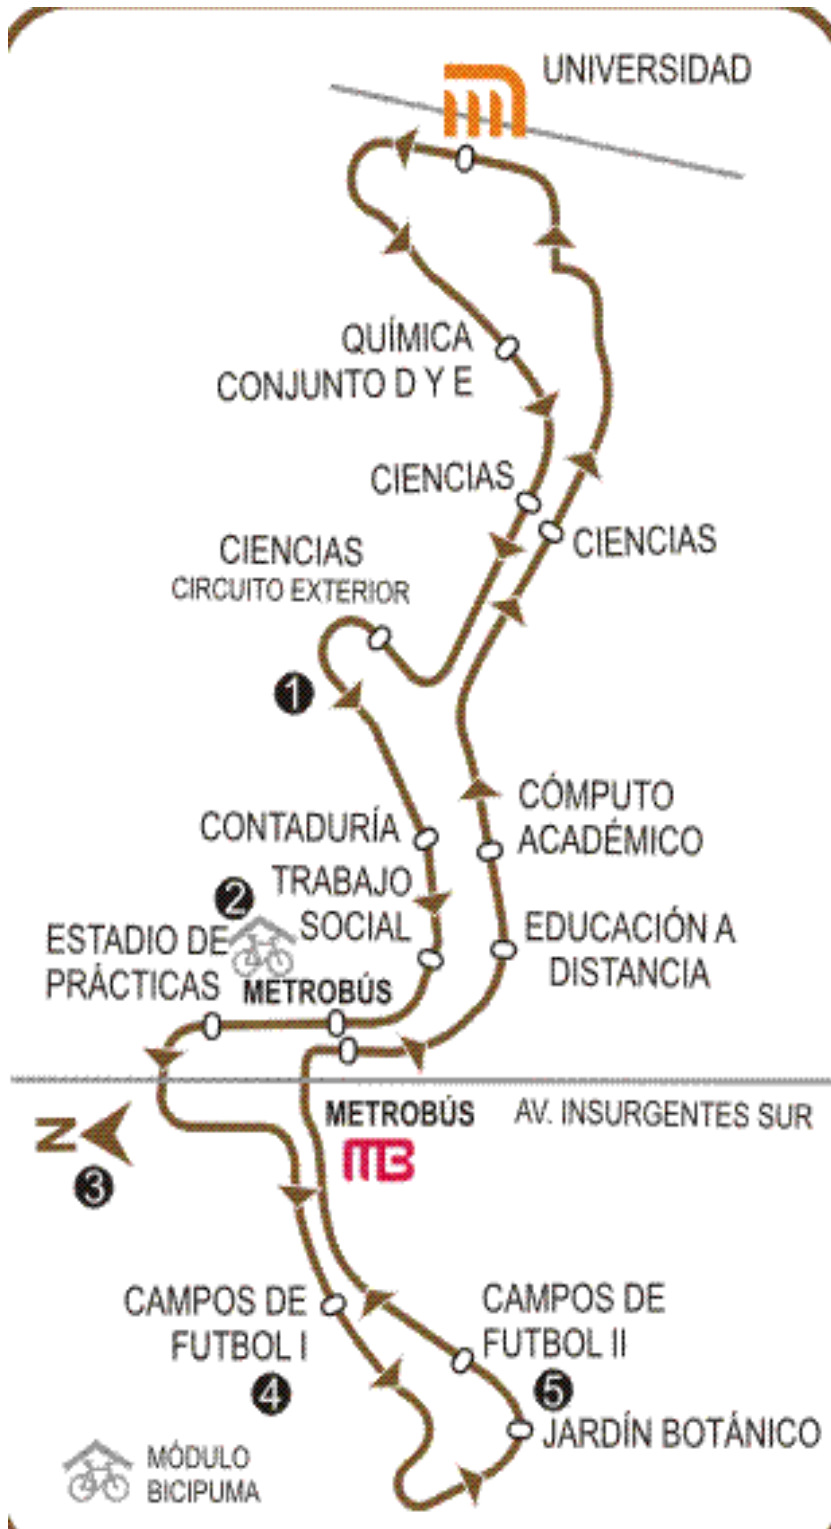 UNIVERSIDAD
QUÍMICA
CONJUNTO D Y E
CIENCIAS
CIENCIAS
CIENCIAS
CIRCUITO EXTERIOR
1
CÓMPUTO
ACADÉMICO
CONTADURÍA
TRABAJO
SOCIAL
2
ESTADIO DE
PRÁCTICAS
METROBÚS
EDUCACIÓN A
DISTANCIA
METROBÚS
AV. INSURGENTES SUR
MB
N
3
CAMPOS DE
FUTBOL I
4
CAMPOS DE
FUTBOL II
5
JARDÍN BOTÁNICO
MÓDULO
BICIPUMA